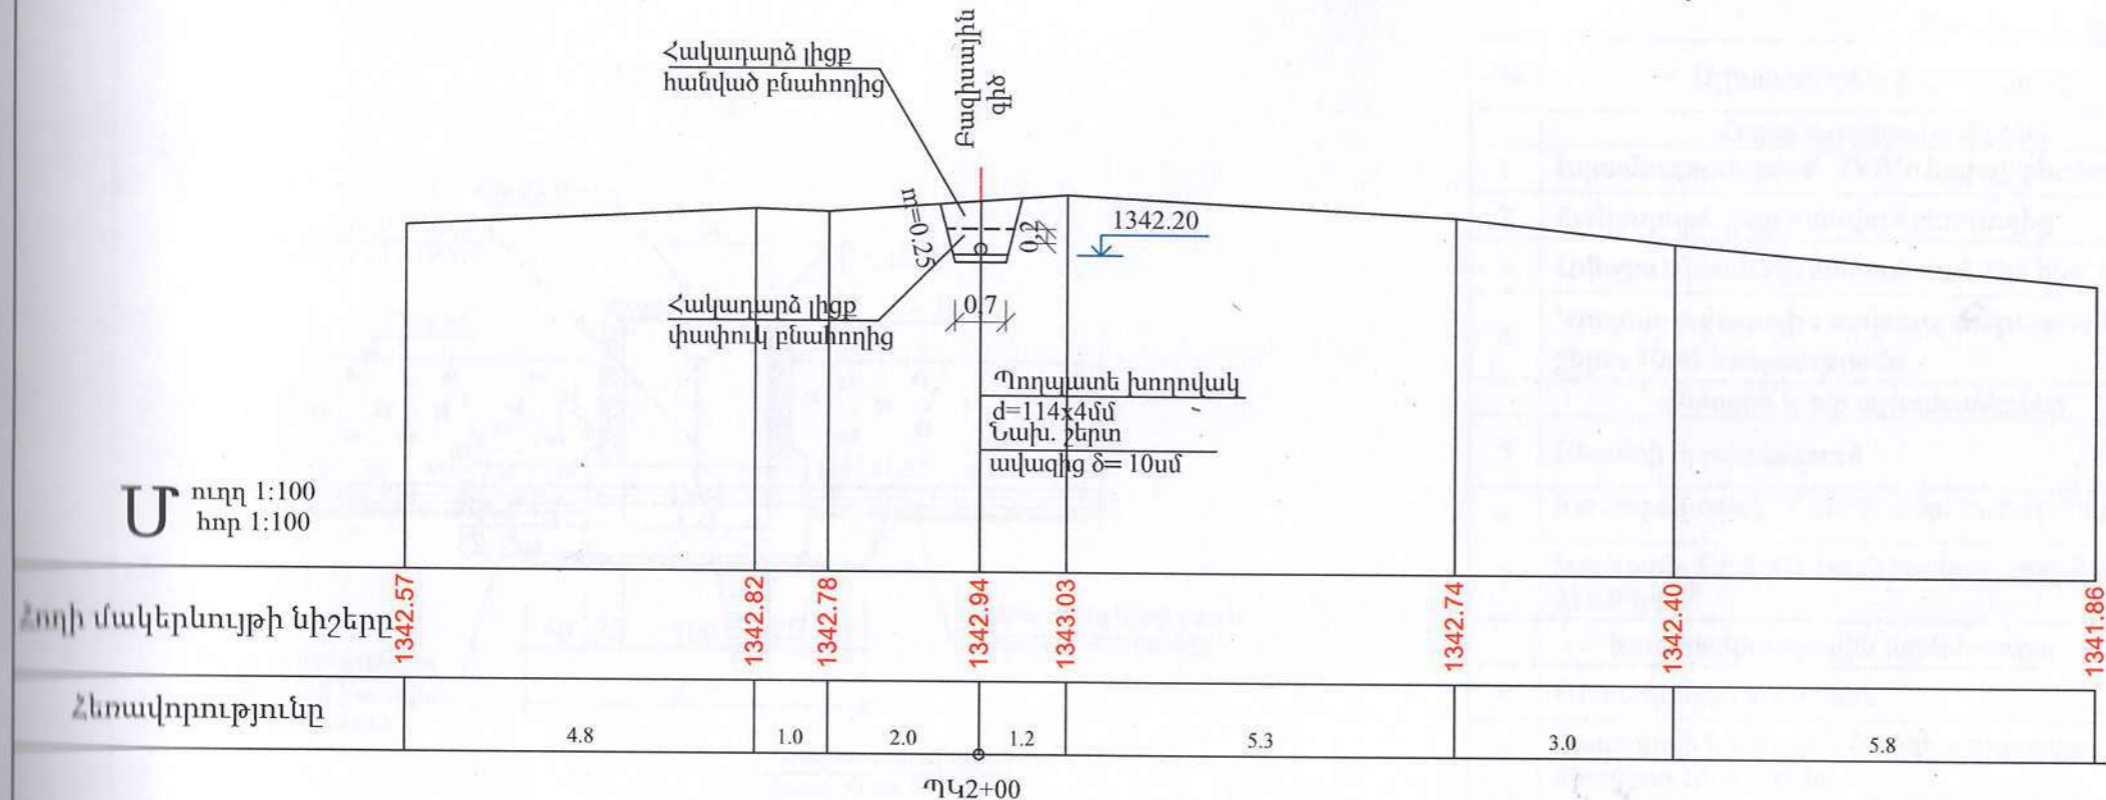 Հակադարձ լիցք
հանված բնահողից
Բազիսային
գիծ
m=0.25
0.2
1342.20
Հակադարձ լիցք
փափուկ բնահողից
0.7
Պողպատե խողովակ
d=114x4մմ
Նախ. շերտ
ավազից δ= 10սմ
Մ ուղղ 1:100
հոր 1:100
Հողի մակերևույթի նիշերը
1342.57 1342.82 1342.78 1342.94 1343.03 1342.74 1342.40 1341.86
Հեռավորությունը
4.8 1.0 2.0 1.2 5.3 3.0 5.8
ՊԿ2+00